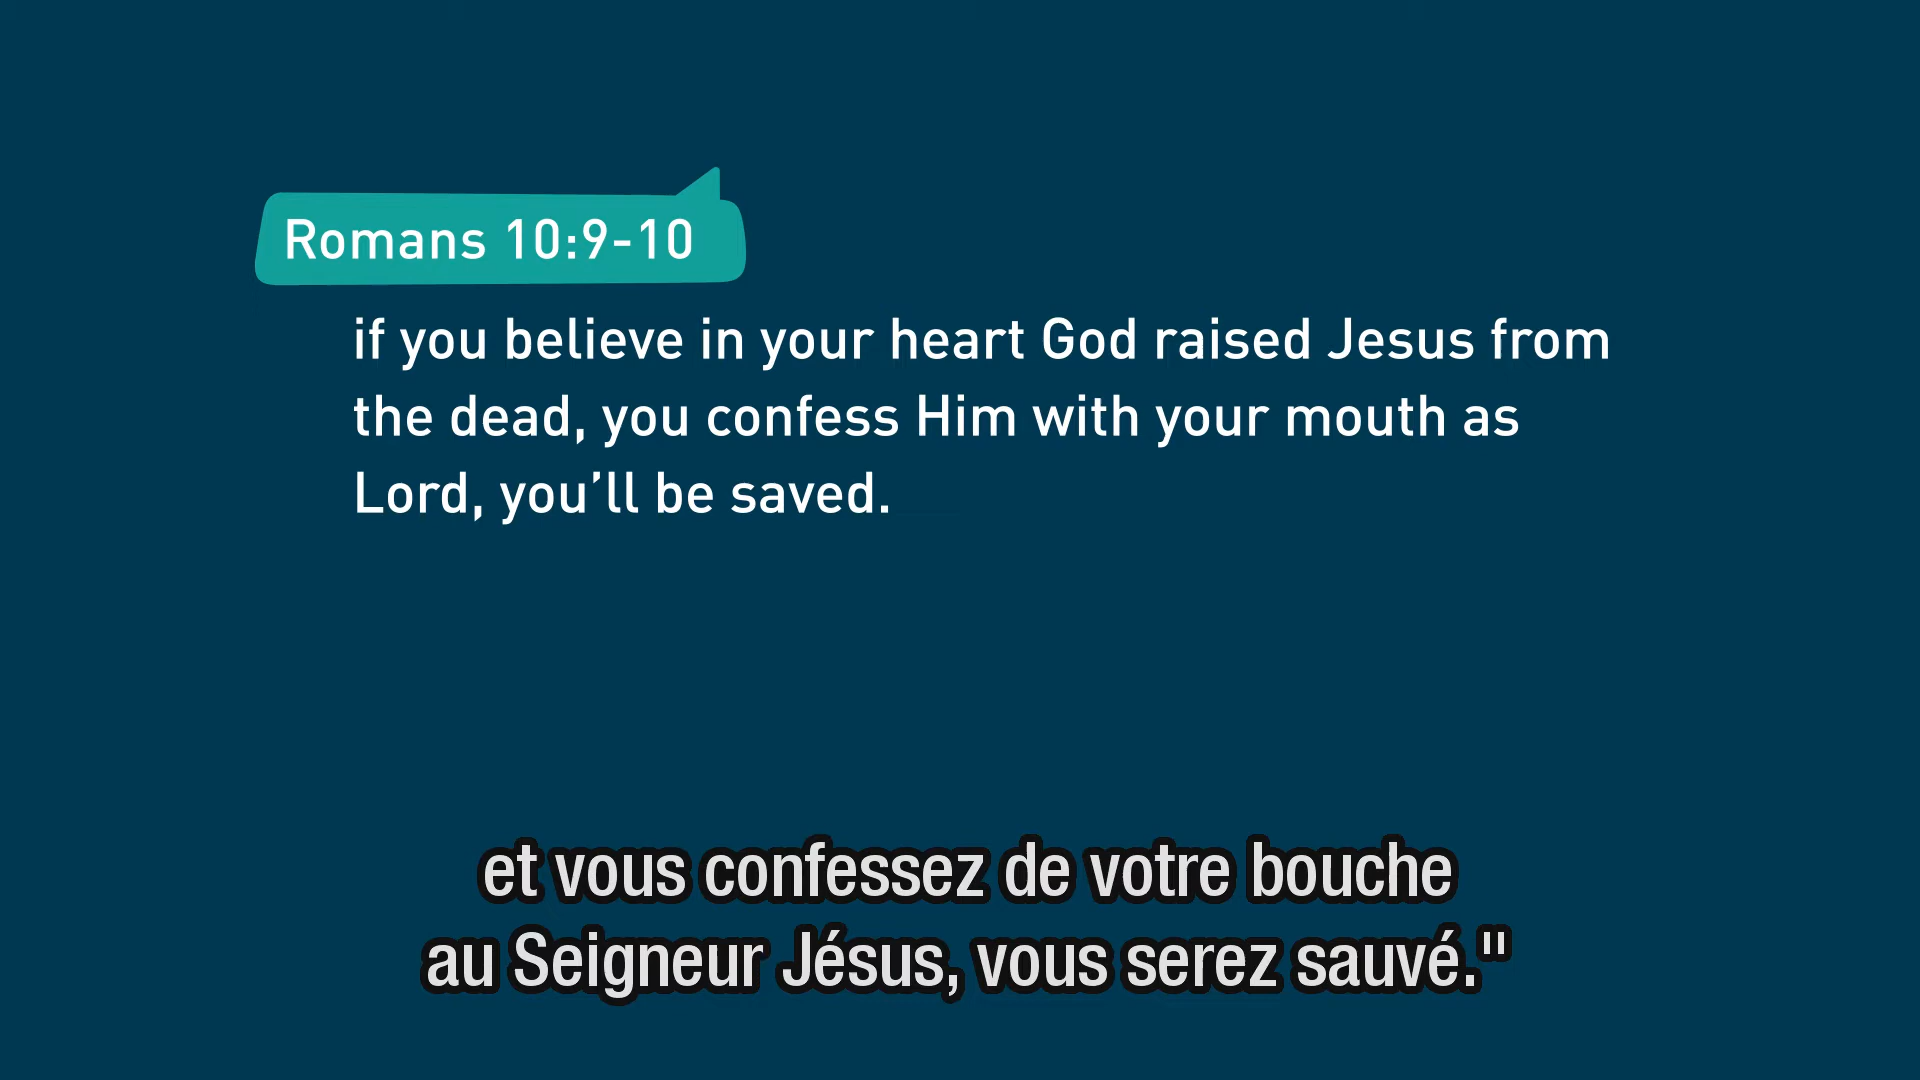 Romans 10:9-10
if you believe in your heart God raised Jesus from
the dead, you confess Him with your mouth as
Lord, you’ll be saved.
et vous confessez de votre bouche
au Seigneur Jésus, vous serez sauvé."